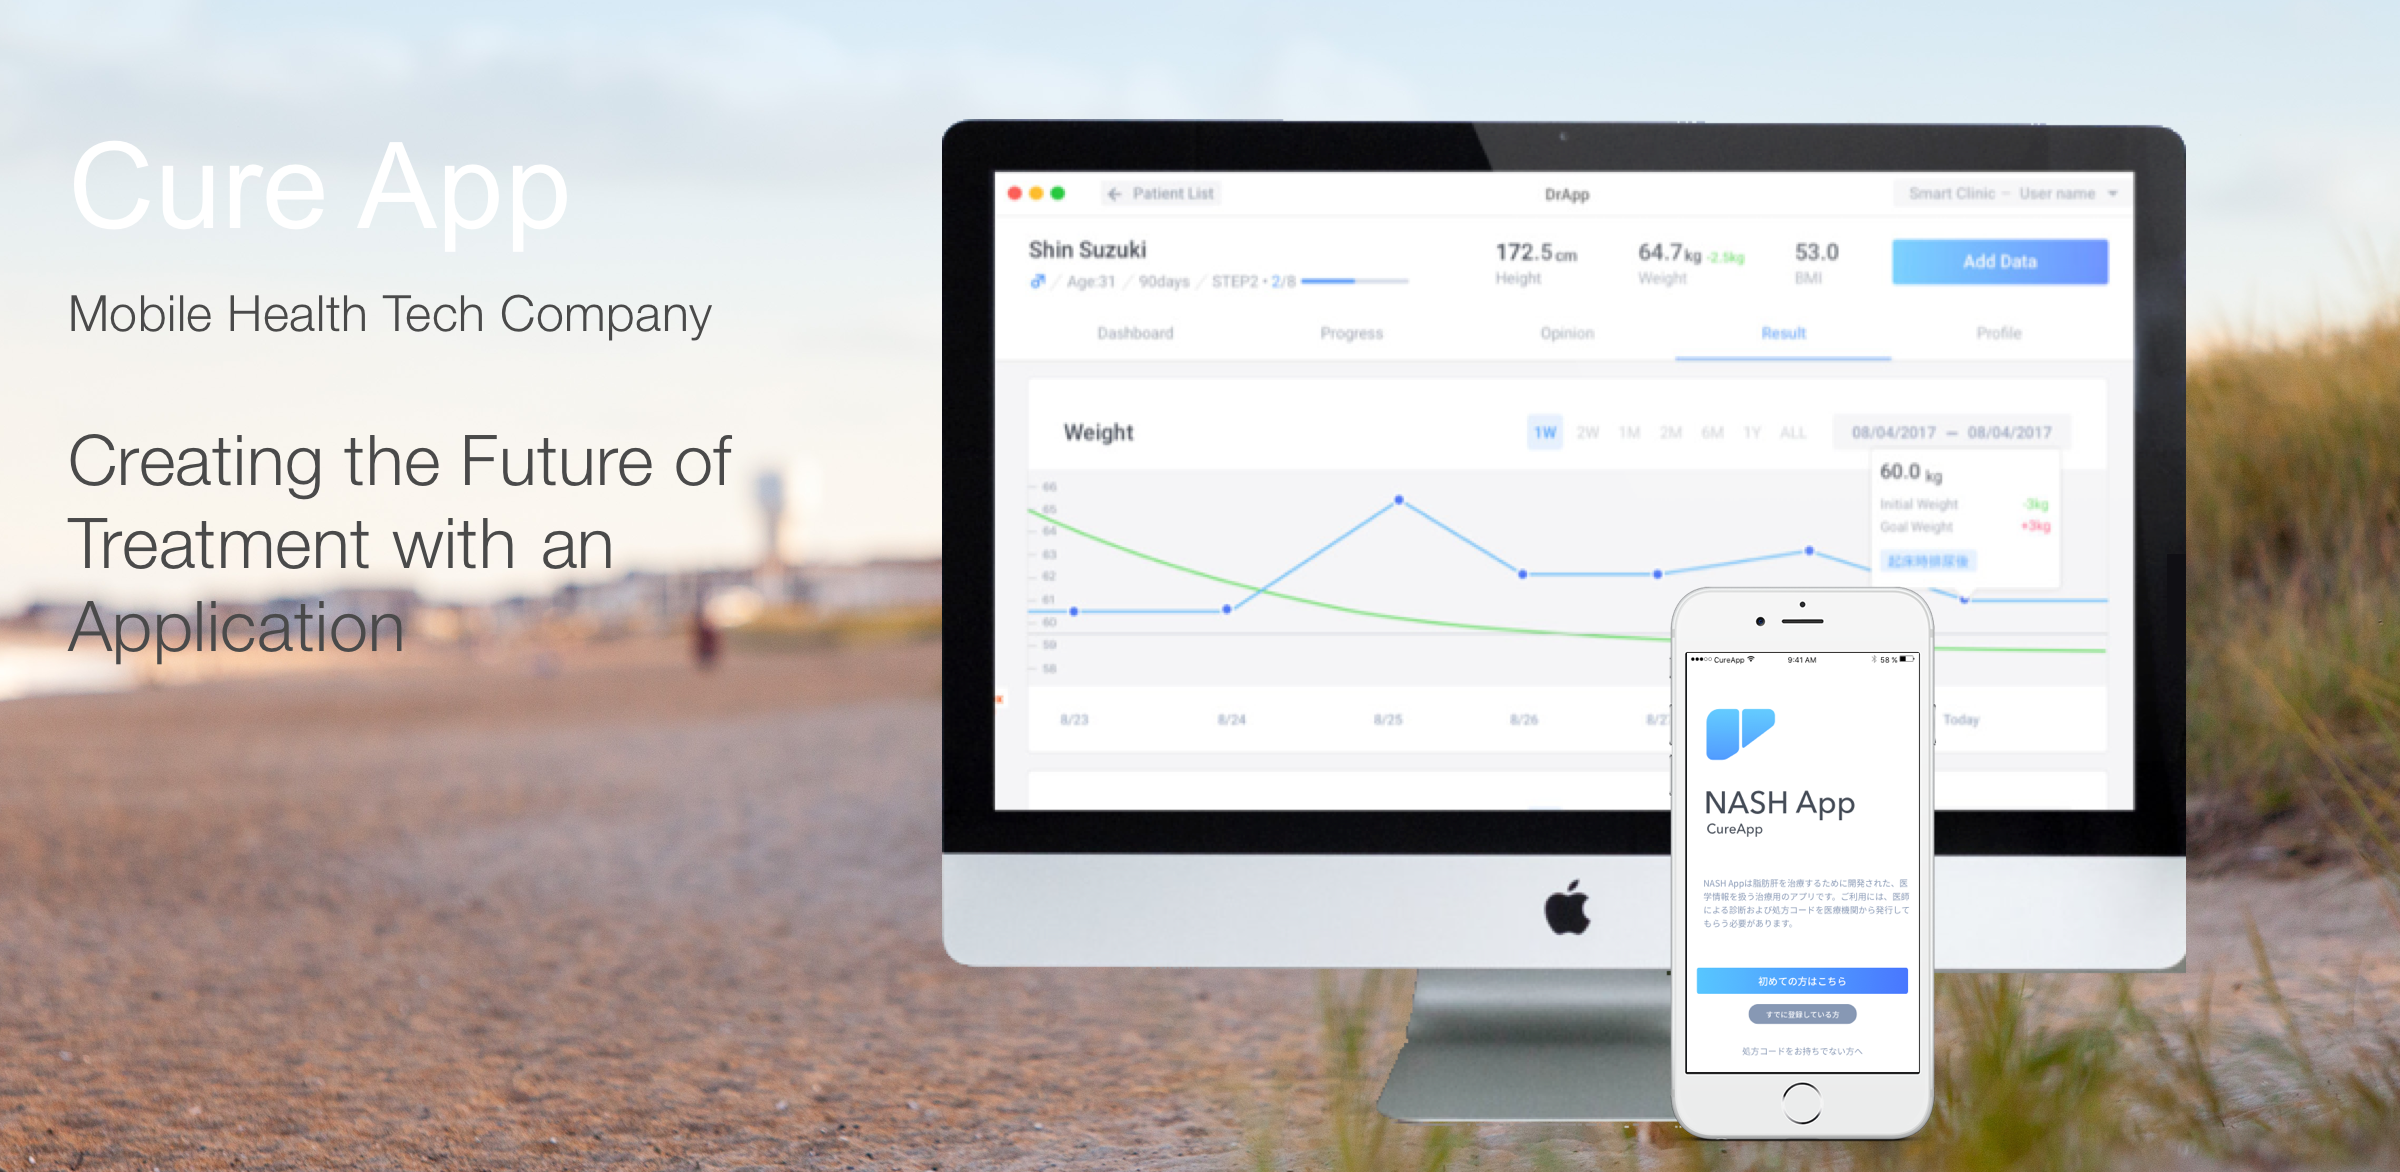 Cure App
Mobile Health Tech Company
Creating the Future of
Treatment with an
Application
Patient List
DrApp
Smart Clinic – User name
Shin Suzuki
172.5 cm
64.7 kg -2.5kg
53.0
Add Data
Age:31 / 90days / STEP2 • 2/8
Height
Weight
BMI
Dashboard
Progress
Opinion
Result
Profile
Weight
1W 2W 1M 2M 6M 1Y ALL
08/04/2017 – 08/04/2017
60.0 kg
Initial Weight -3kg
Goal Weight +3kg
起床時排尿後
66
65
64
63
62
61
60
59
58
8/23
8/24
8/25
8/26
8/2
Today
CureApp 9:41 AM 58 %
NASH App
CureApp
NASH Appは脂肪肝を治療するために開発された、医
学情報を扱う治療用のアプリです。ご利用には、医師
による診断および処方コードを医療機関から発行して
もらう必要があります。
初めての方はこちら
すでに登録している方
処方コードをお持ちでない方へ